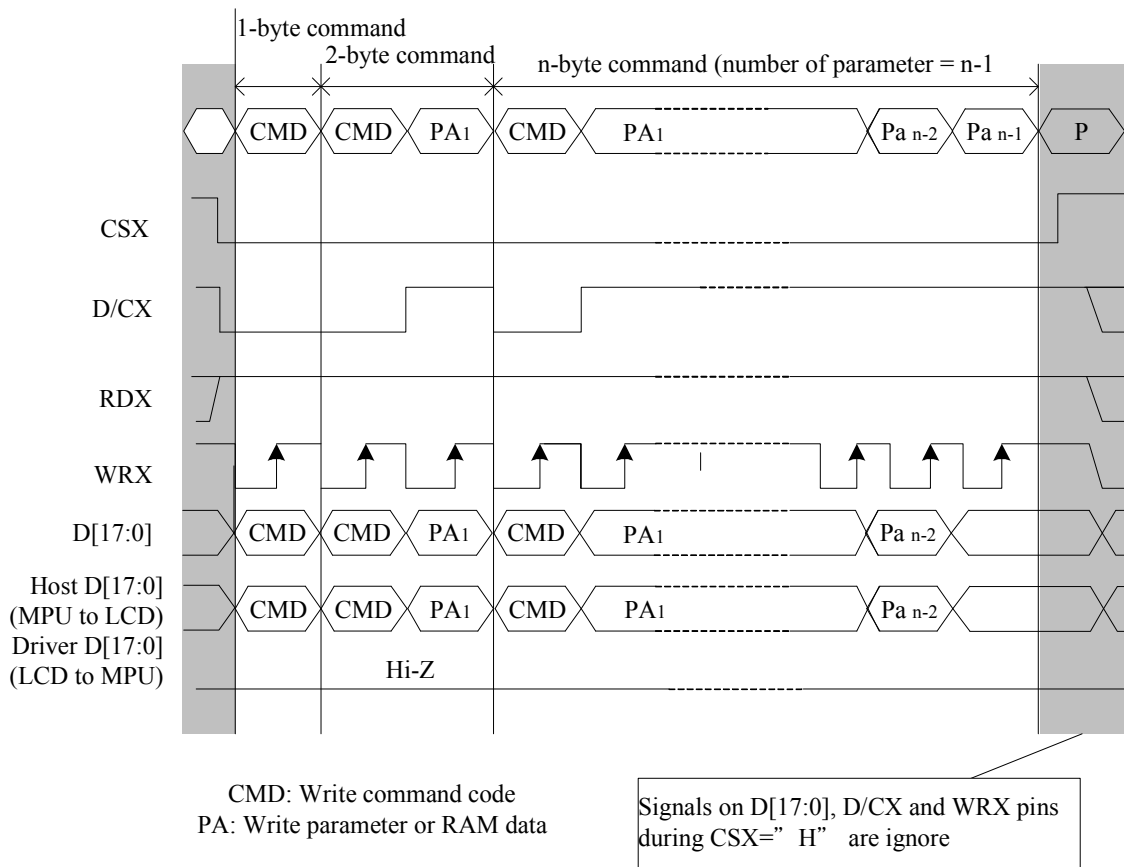 1-byte command
2-byte command
n-byte command (number of parameter = n-1
CMD CMD PA1 CMD PA1 Pa n-2 Pa n-1 P
CSX
D/CX
RDX
WRX
D[17:0] CMD CMD PA1 CMD PA1 Pa n-2
Host D[17:0]
(MPU to LCD) CMD CMD PA1 CMD PA1 Pa n-2
Driver D[17:0]
(LCD to MPU) Hi-Z
CMD: Write command code
PA: Write parameter or RAM data
Signals on D[17:0], D/CX and WRX pins
during CSX=” H” are ignore